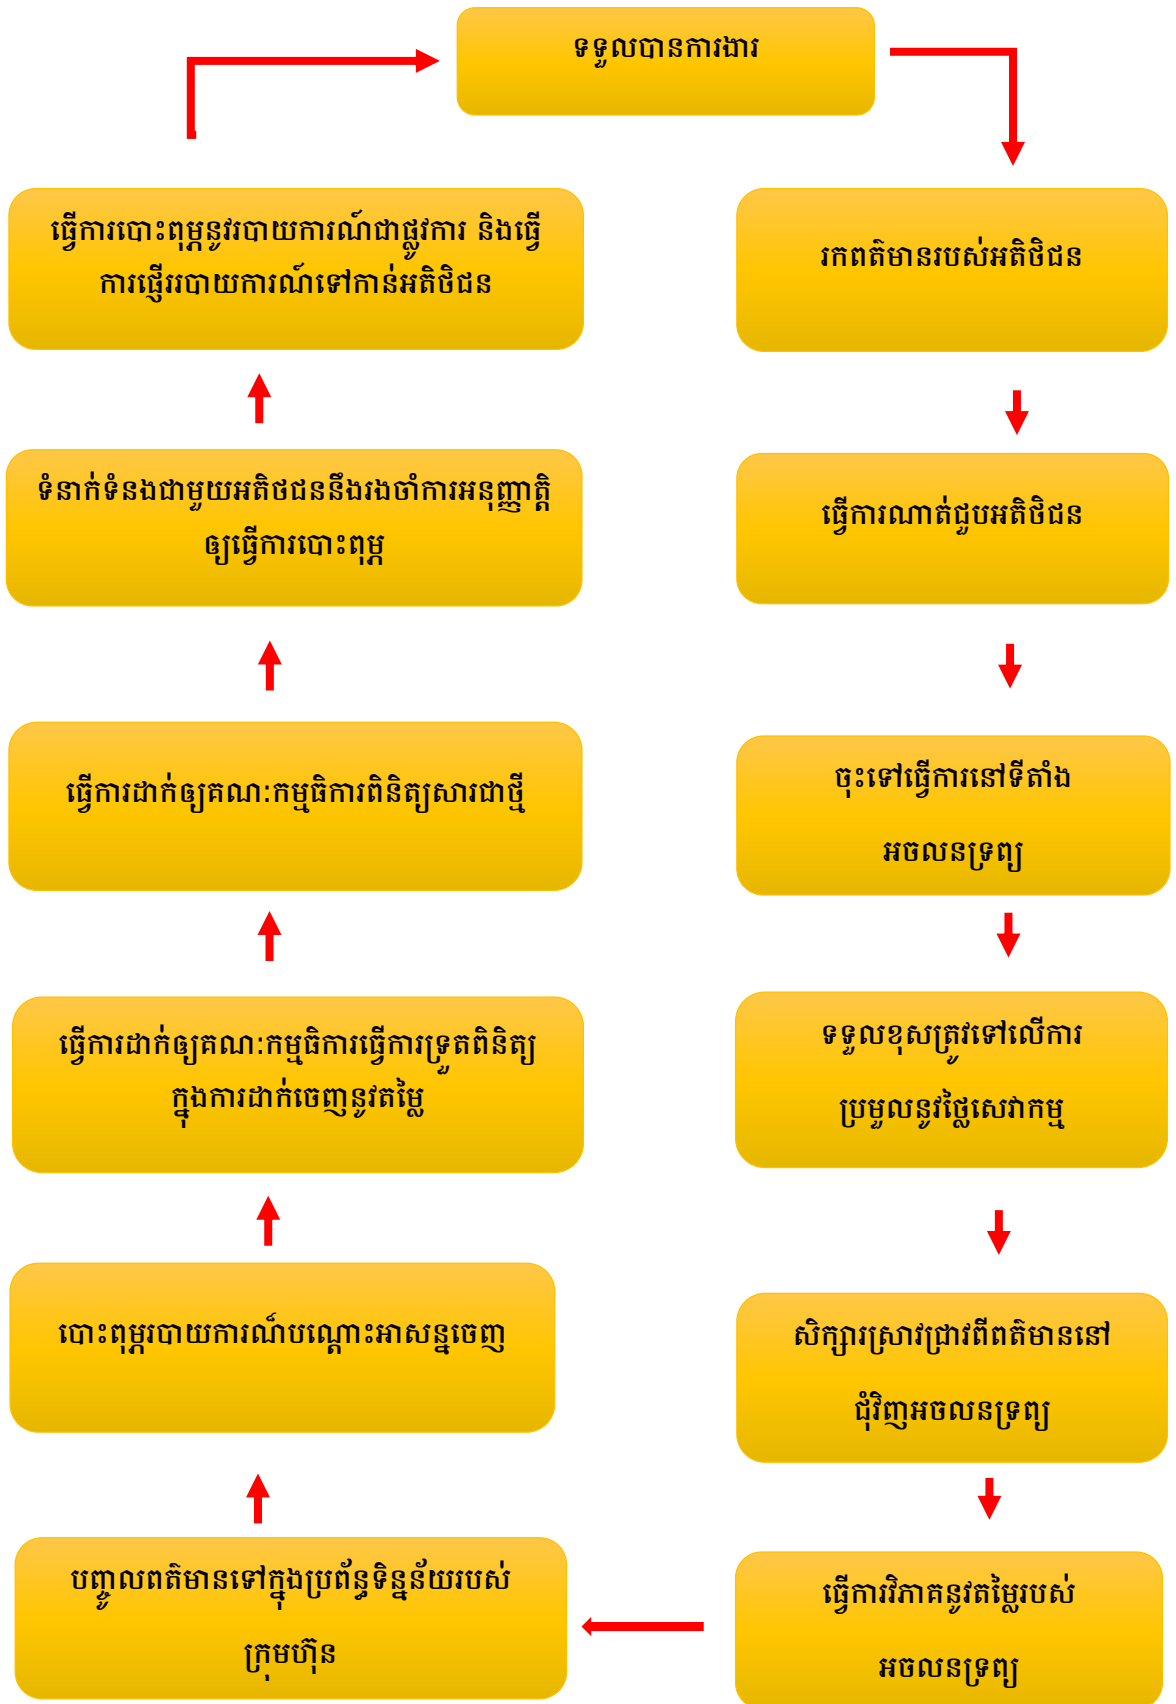 ទទួលបានការងារ
រកពត៌មានរបស់អតិថិជន
ធ្វើការណាត់ជួបអតិថិជន
ចុះទៅធ្វើការនៅទីតាំង
អចលនទ្រព្យ
ទទួលខុសត្រូវទៅលើការ
ប្រមួលនូវថ្លៃសេវាកម្ម
សិក្សារស្រាវជ្រាវពីពត៌មាននៅ
ជុំវិញអចលនទ្រព្យ
ធ្វើការវិភាគនូវតម្លៃរបស់
អចលនទ្រព្យ
បញ្ចូលពត៌មានទៅក្នុងប្រព័ន្ធទិន្នន័យរបស់
ក្រុមហ៊ុន
បោះពុម្ភរបាយការណ៏បណ្តោះអាសន្នចេញ
ធ្វើការដាក់ឲ្យគណៈកម្មធិការធ្វើការទ្រួតពិនិត្យ
ក្នុងការដាក់ចេញនូវតម្លៃ
ធ្វើការដាក់ឲ្យគណៈកម្មធិការពិនិត្យសារជាថ្មី
ទំនាក់ទំនងជាមួយអតិថជននឹងរងចាំការអនុញ្ញាត្តិ
ឲ្យធ្វើការបោះពុម្ភ
ធ្វើការបោះពុម្ភនូវរបាយការណ៍ជាផ្លូវការ និងធ្វើ
ការផ្ញើររបាយការណ៍ទៅកាន់អតិថិជន